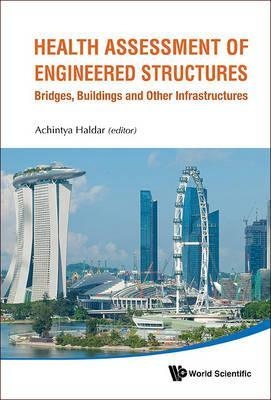 HEALTH ASSESSMENT OF
ENGINEERED STRUCTURES
Bridges, Buildings and Other Infrastructures
Achintya Haldar (editor)
World Scientific